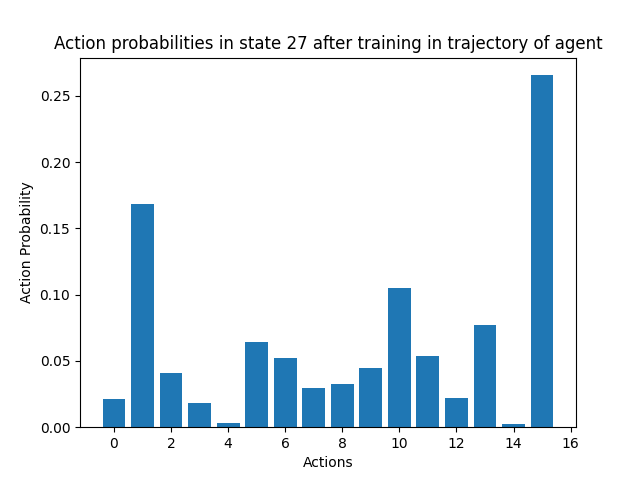 Action probabilities in state 27 after training in trajectory of agent
0.25
0.20
0.15
0.10
0.05
0.00
Action Probability
0 2 4 6 8 10 12 14 16
Actions